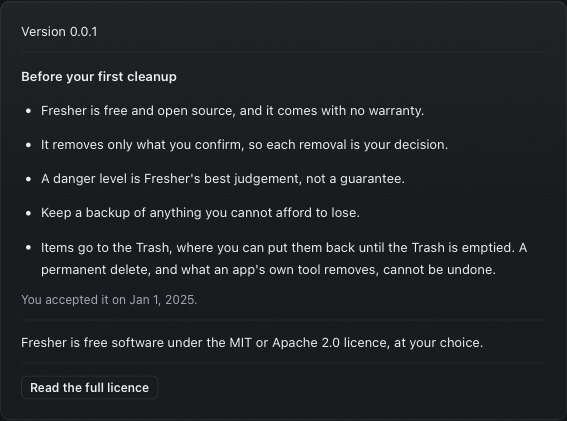 Version 0.0.1
Before your first cleanup
• Fresher is free and open source, and it comes with no warranty.
• It removes only what you confirm, so each removal is your decision.
• A danger level is Fresher's best judgement, not a guarantee.
• Keep a backup of anything you cannot afford to lose.
• Items go to the Trash, where you can put them back until the Trash is emptied. A
permanent delete, and what an app's own tool removes, cannot be undone.
You accepted it on Jan 1, 2025.
Fresher is free software under the MIT or Apache 2.0 licence, at your choice.
Read the full licence